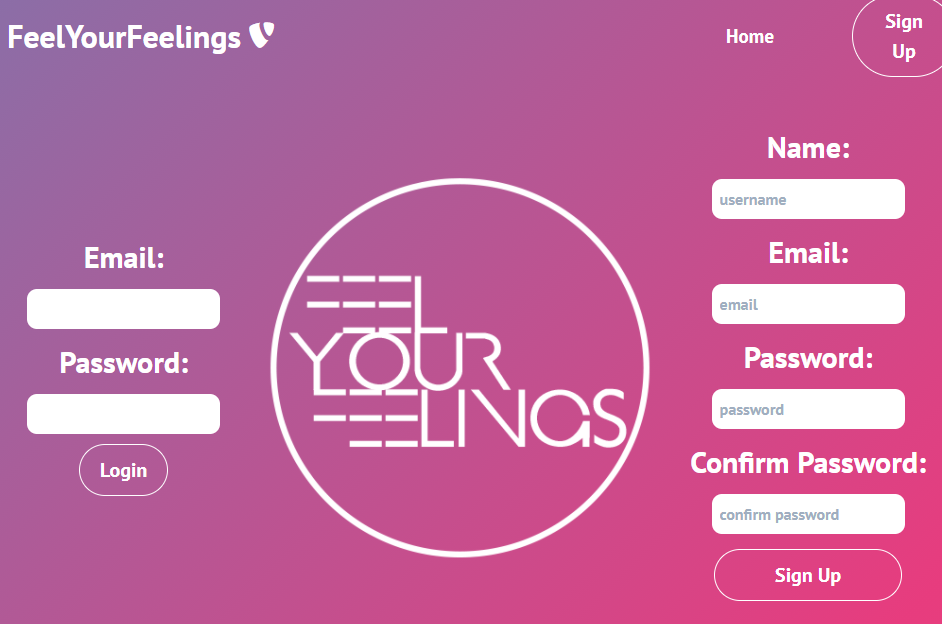 FeelYourFeelings
Home
Sign
Up
Email:
Password:
Login
FEEL
YOUR
FEELINGS
Name:
username
Email:
email
Password:
password
Confirm Password:
confirm password
Sign Up